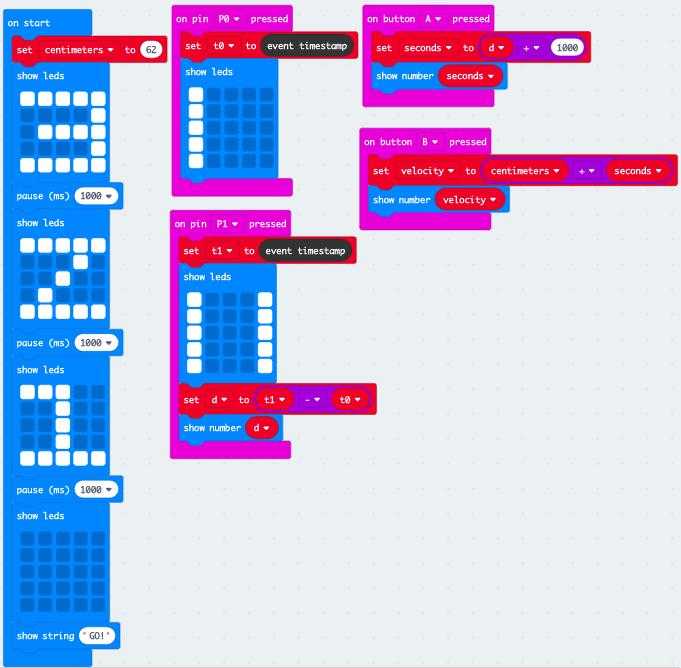 on start
set centimeters to 62
show leds
pause (ms) 1000
show leds
pause (ms) 1000
show leds
pause (ms) 1000
show leds
show string "GO!"
on pin P0 pressed
set t0 to event timestamp
show leds
on pin P1 pressed
set t1 to event timestamp
show leds
set d to t1 - t0
show number d
on button A pressed
set seconds to d ÷ 1000
show number seconds
on button B pressed
set velocity to centimeters ÷ seconds
show number velocity